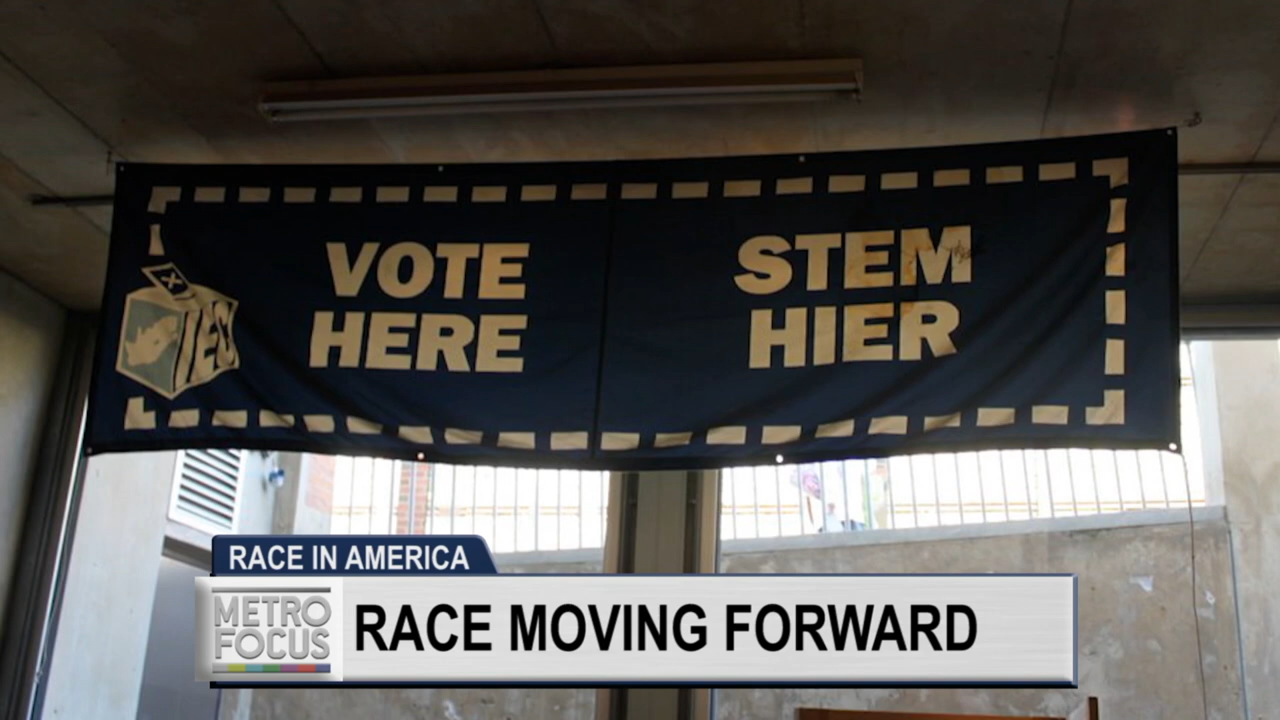 VOTE
HERE
STEM
HIER
X
IEC
RACE IN AMERICA
METRO
FOCUS
RACE MOVING FORWARD